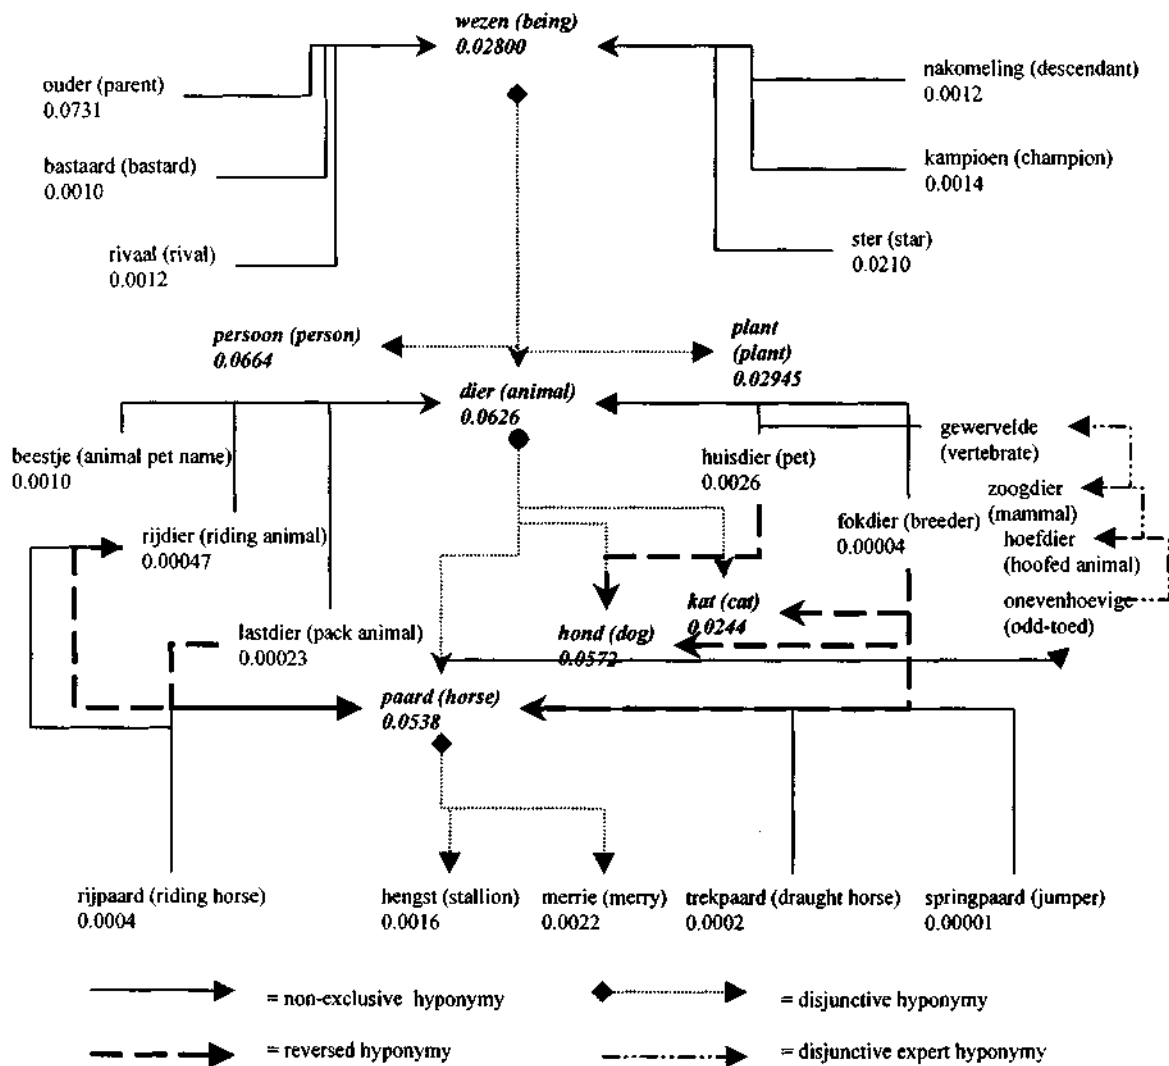 wezen (being)
0.02800
ouder (parent)
0.0731
nakomeling (descendant)
0.0012
bastaard (bastard)
0.0010
kampioen (champion)
0.0014
rivaal (rival)
0.0012
ster (star)
0.0210
persoon (person)
0.0664
plant
(plant)
0.02945
dier (animal)
0.0626
beestje (animal pet name)
0.0010
huisdier (pet)
0.0026
gewervelde
(vertebrate)
zoogdier
(mammal)
rijdier (riding animal)
0.00047
fokdier (breeder)
0.00004
hoefdier
(hoofed animal)
kat (cat)
0.0244
onevenhoevige
(odd-toed)
lastdier (pack animal)
0.00023
hond (dog)
0.0572
paard (horse)
0.0538
rijpaard (riding horse)
0.0004
hengst (stallion)
0.0016
merrie (merry)
0.0022
trekpaard (draught horse)
0.0002
springpaard (jumper)
0.00001
= non-exclusive hyponymy
= disjunctive hyponymy
= reversed hyponymy
= disjunctive expert hyponymy